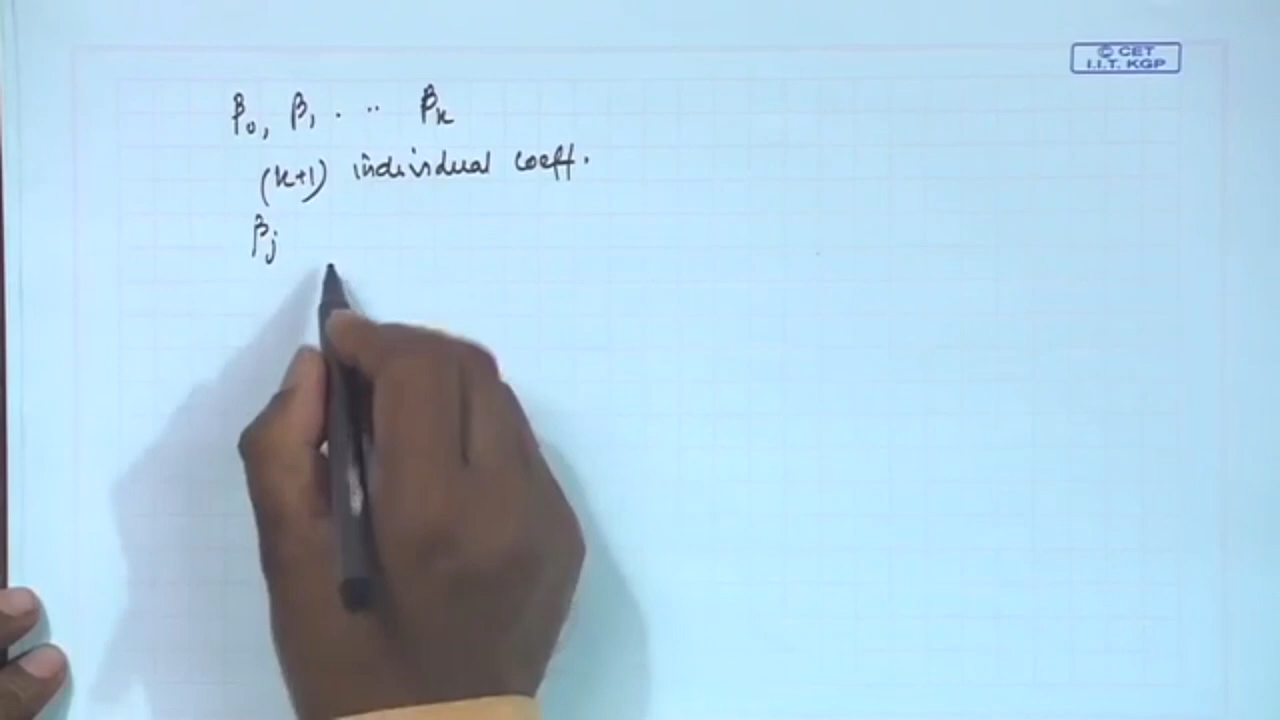 © CET
I.I.T. KGP
β₀, β₁ . .. βₖ
(k+1) individual coeff.
βⱼ